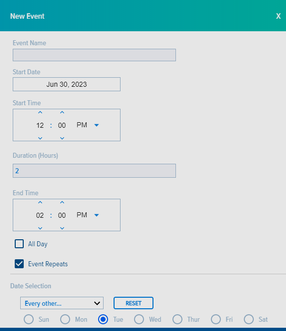 New Event X
Event Name
Start Date
Jun 30, 2023
Start Time
12 : 00 PM
Duration (Hours)
2
End Time
02 : 00 PM
All Day
Event Repeats
Date Selection
Every other... RESET
Sun Mon Tue Wed Thur Fri Sat